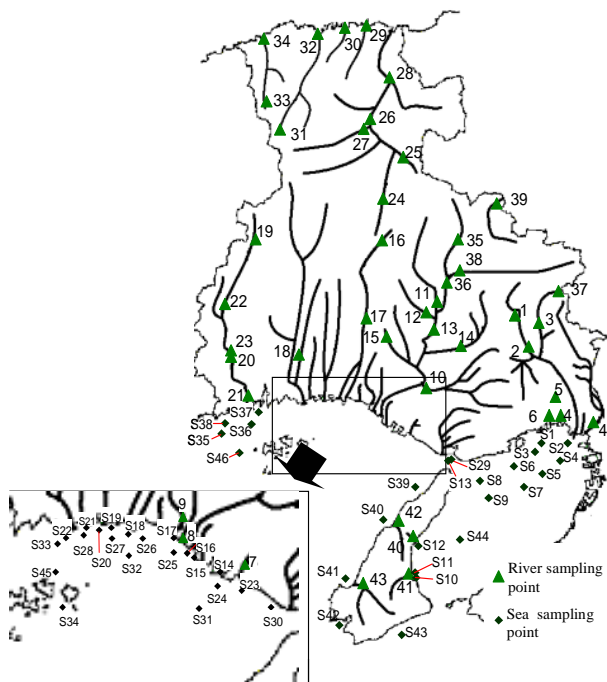 29
30
32
34
28
33
26
31
27
25
24
39
19
16
35
38
36
37
22
11
1
12
17
13
3
15
14
2
23
20
18
10
21
5
S37
6
4
4
S38
S36
S1
S35
S2
S3
S4
S46
S29
S6
S13
S5
S39
S8
S7
S9
9
S40
42
S19
S21
S18
S17
S22
8
40
S44
S33
S28
S27
S26
S16
S12
S20
S25
S32
S15
7
S11
S45
S14
S41
43
41
S10
River sampling
point
S24
S23
S34
S31
S30
S42
S43
Sea sampling
point